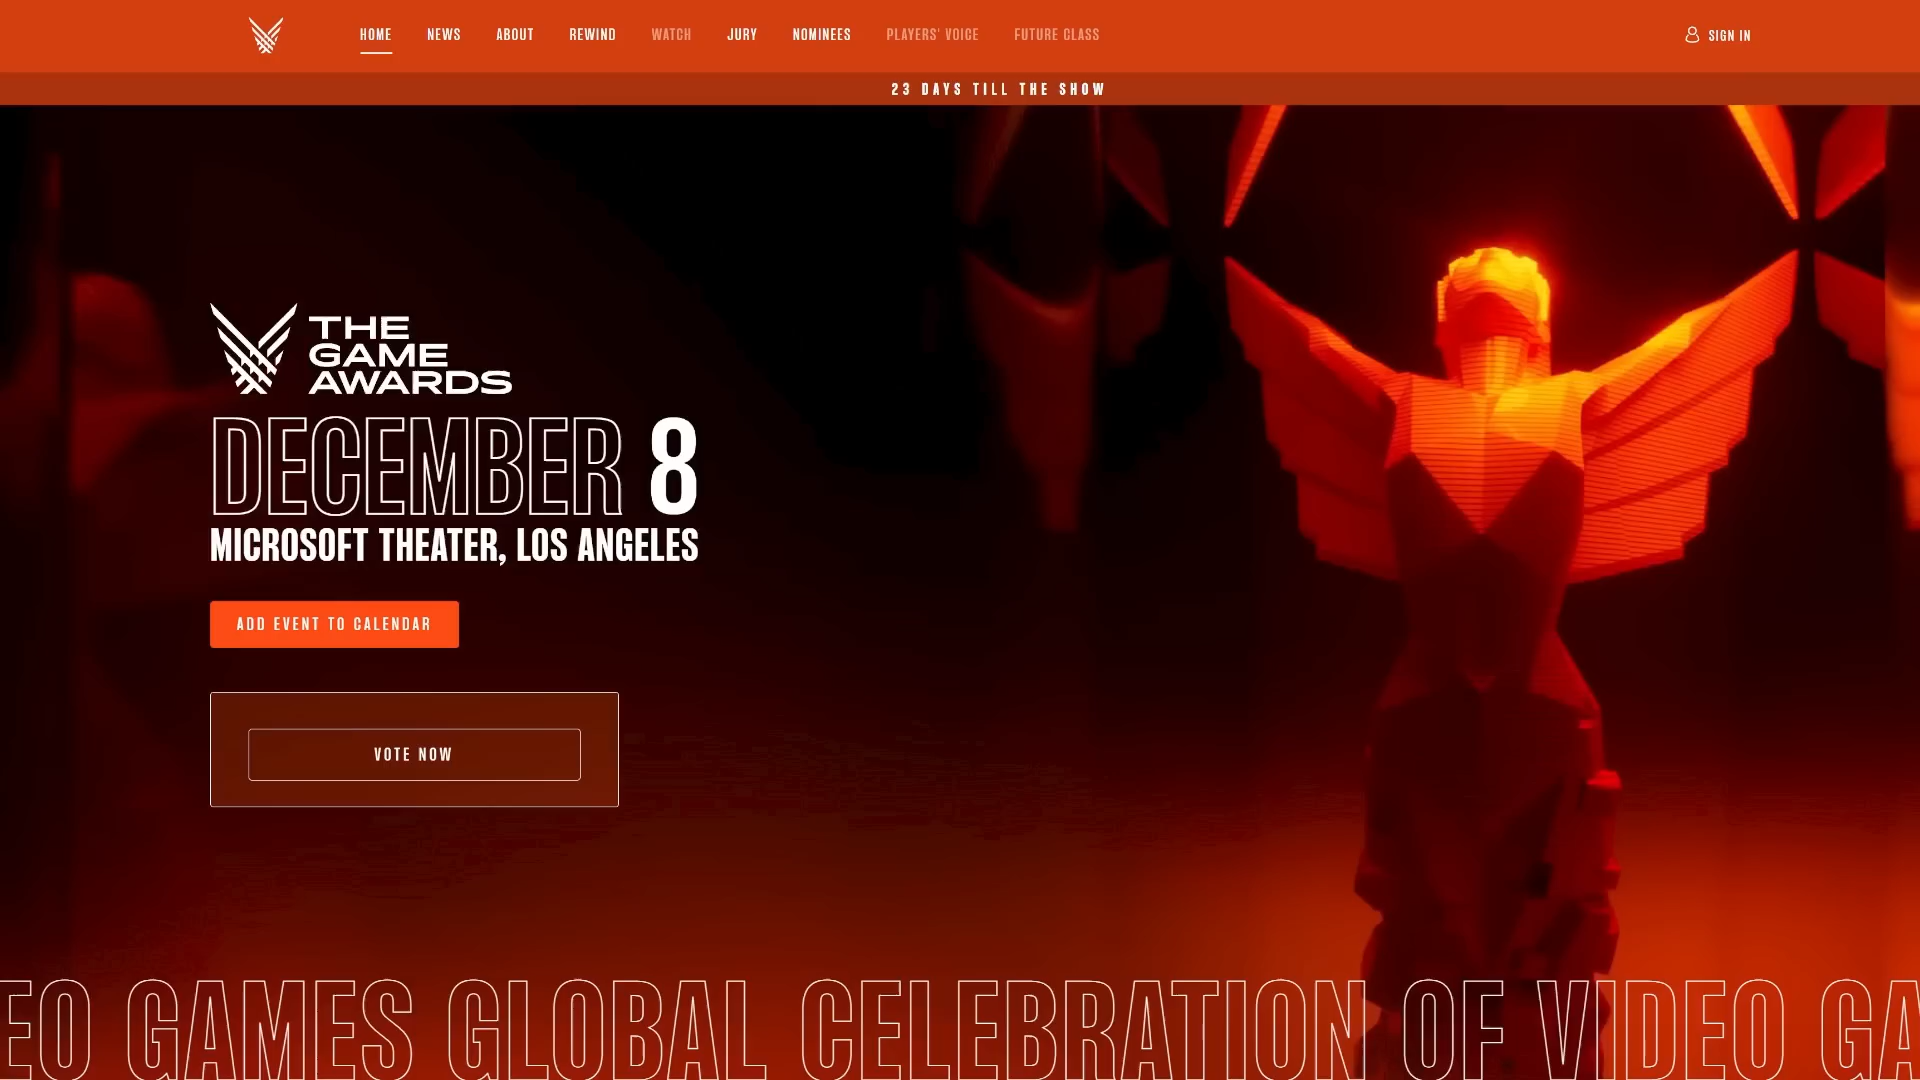 HOME NEWS ABOUT REWIND WATCH JURY NOMINEES PLAYERS' VOICE FUTURE CLASS SIGN IN
23 DAYS TILL THE SHOW
THE
GAME
AWARDS
DECEMBER 8
MICROSOFT THEATER, LOS ANGELES
ADD EVENT TO CALENDAR
VOTE NOW
EO GAMES GLOBAL CELEBRATION OF VIDEO GA